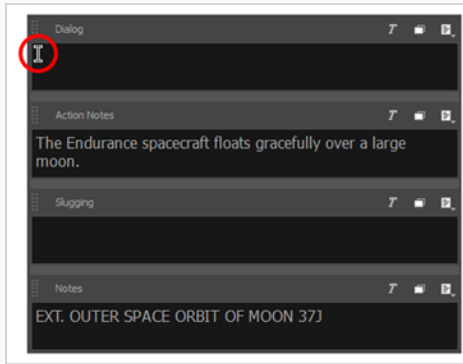 Dialog
Action Notes
The Endurance spacecraft floats gracefully over a large
moon.
Slugging
Notes
EXT. OUTER SPACE ORBIT OF MOON 37J